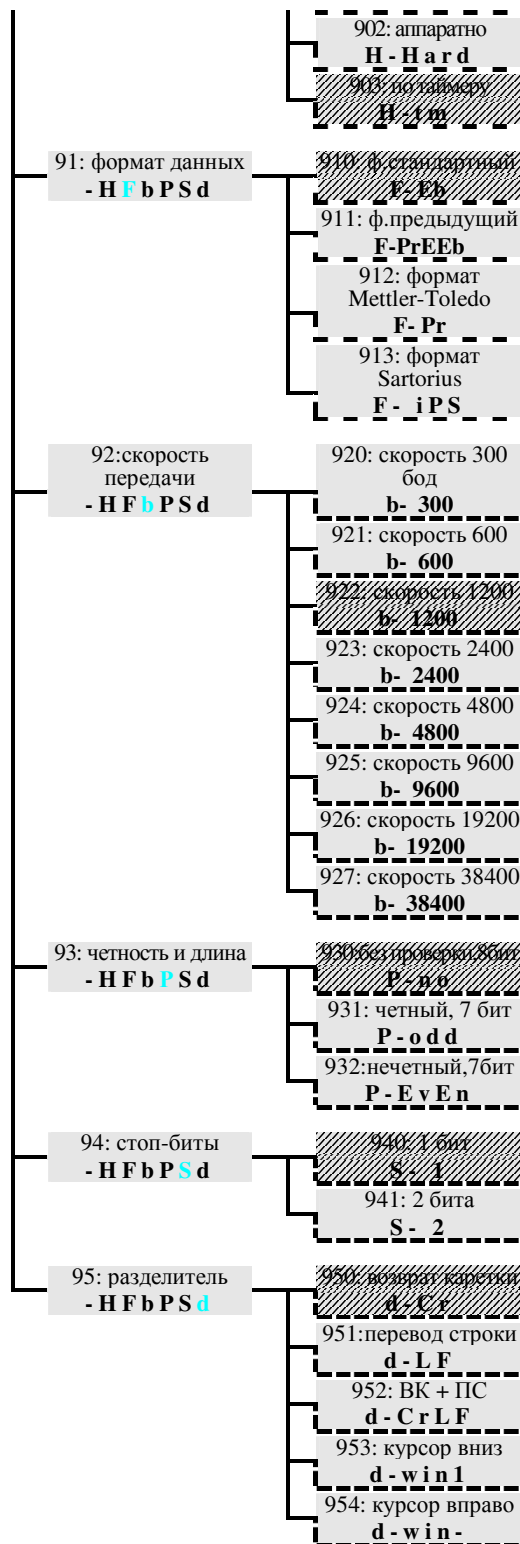 902: аппаратно
H - H a r d
903: по таймеру
H - t m
91: формат данных
- H F b P S d
910: ф.стандартный
F- Eb
911: ф.предыдущий
F-PrEEb
912: формат
Mettler-Toledo
F- Pr
913: формат
Sartorius
F - i P S
92:скорость
передачи
- H F b P S d
920: скорость 300
бод
b- 300
921: скорость 600
b- 600
922: скорость 1200
b- 1200
923: скорость 2400
b- 2400
924: скорость 4800
b- 4800
925: скорость 9600
b- 9600
926: скорость 19200
b- 19200
927: скорость 38400
b- 38400
93: четность и длина
- H F b P S d
930:без проверки,8бит
P - n o
931: четный, 7 бит
P - o d d
932:нечетный,7бит
P - E v E n
94: стоп-биты
- H F b P S d
940: 1 бит
S - 1
941: 2 бита
S - 2
95: разделитель
- H F b P S d
950: возврат каретки
d - C r
951:перевод строки
d - L F
952: ВК + ПС
d - C r L F
953: курсор вниз
d - w i n 1
954: курсор вправо
d - w i n -